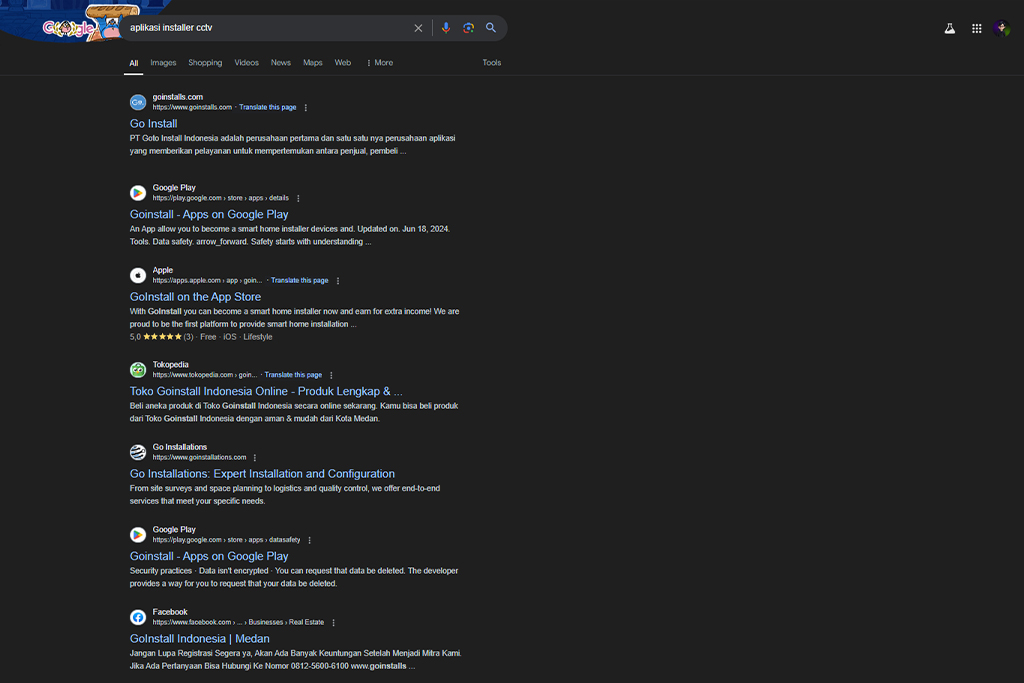 Google
aplikasi installer cctv
All Images Shopping Videos News Maps Web More Tools
goinstalls.com
https://www.goinstalls.com · Translate this page
Go Install
PT Goto Install Indonesia adalah perusahaan pertama dan satu satu nya perusahaan aplikasi
yang memberikan pelayanan untuk mempertemukan antara penjual, pembeli ...
Google Play
https://play.google.com › store › apps › details
Goinstall - Apps on Google Play
An App allow you to become a smart home installer devices and. Updated on. Jun 18, 2024.
Tools. Data safety. arrow_forward. Safety starts with understanding ...
Apple
https://apps.apple.com › app › goin... · Translate this page
GoInstall on the App Store
With GoInstall you can become a smart home installer now and earn for extra income! We are
proud to be the first platform to provide smart home installation ...
5,0 ★★★★★ (3) · Free · iOS · Lifestyle
Tokopedia
https://www.tokopedia.com › goin... · Translate this page
Toko Goinstall Indonesia Online - Produk Lengkap & ...
Beli aneka produk di Toko Goinstall Indonesia secara online sekarang. Kamu bisa beli produk
dari Toko Goinstall Indonesia dengan aman & mudah dari Kota Medan.
Go Installations
https://www.goinstallations.com
Go Installations: Expert Installation and Configuration
From site surveys and space planning to logistics and quality control, we offer end-to-end
services that meet your specific needs.
Google Play
https://play.google.com › store › apps › datasafety
Goinstall - Apps on Google Play
Security practices · Data isn't encrypted · You can request that data be deleted. The developer
provides a way for you to request that your data be deleted.
Facebook
https://www.facebook.com › ... › Businesses › Real Estate
GoInstall Indonesia | Medan
Jangan Lupa Registrasi Segera ya, Akan Ada Banyak Keuntungan Setelah Menjadi Mitra Kami.
Jika Ada Pertanyaan Bisa Hubungi Ke Nomor 0812-5600-6100 www.goinstalls ...